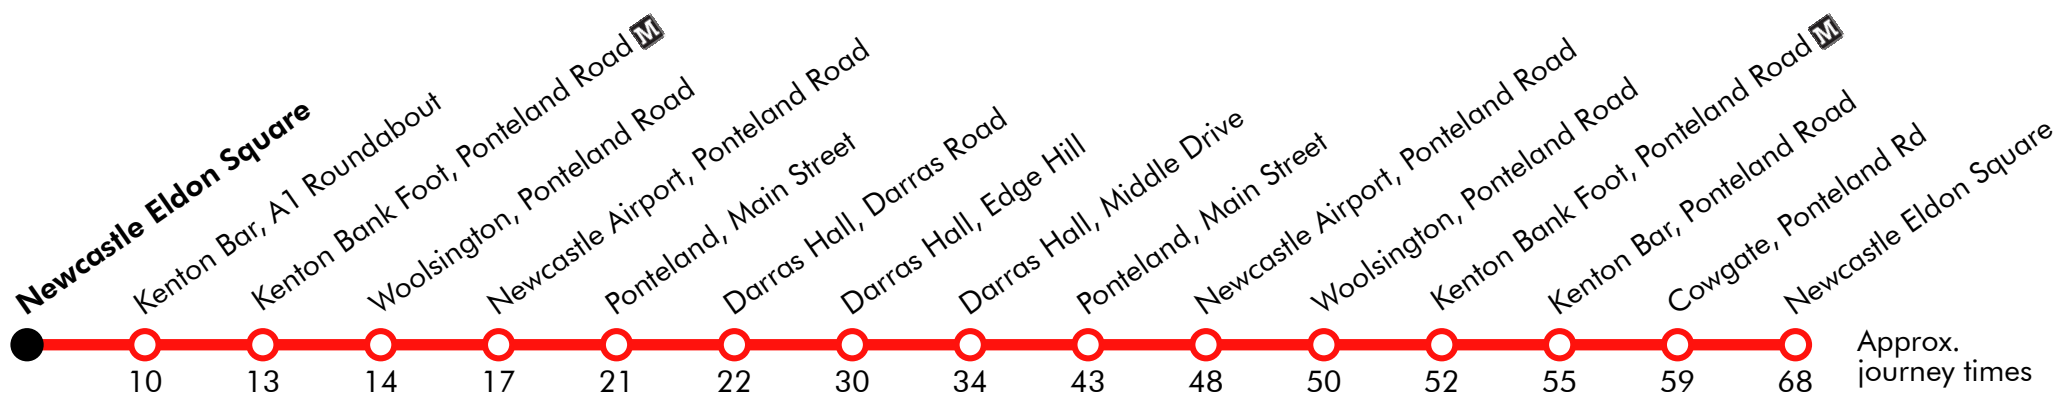 Newcastle Eldon Square
Kenton Bar, A1 Roundabout
Kenton Bank Foot, Ponteland Road M
Woolsington, Ponteland Road
Newcastle Airport, Ponteland Road
Ponteland, Main Street
Darras Hall, Darras Road
Darras Hall, Edge Hill
Darras Hall, Middle Drive
Ponteland, Main Street
Newcastle Airport, Ponteland Road
Woolsington, Ponteland Road
Kenton Bank Foot, Ponteland Road M
Kenton Bar, Ponteland Road
Cowgate, Ponteland Rd
Newcastle Eldon Square
10 13 14 17 21 22 30 34 43 48 50 52 55 59 68
Approx.
journey times